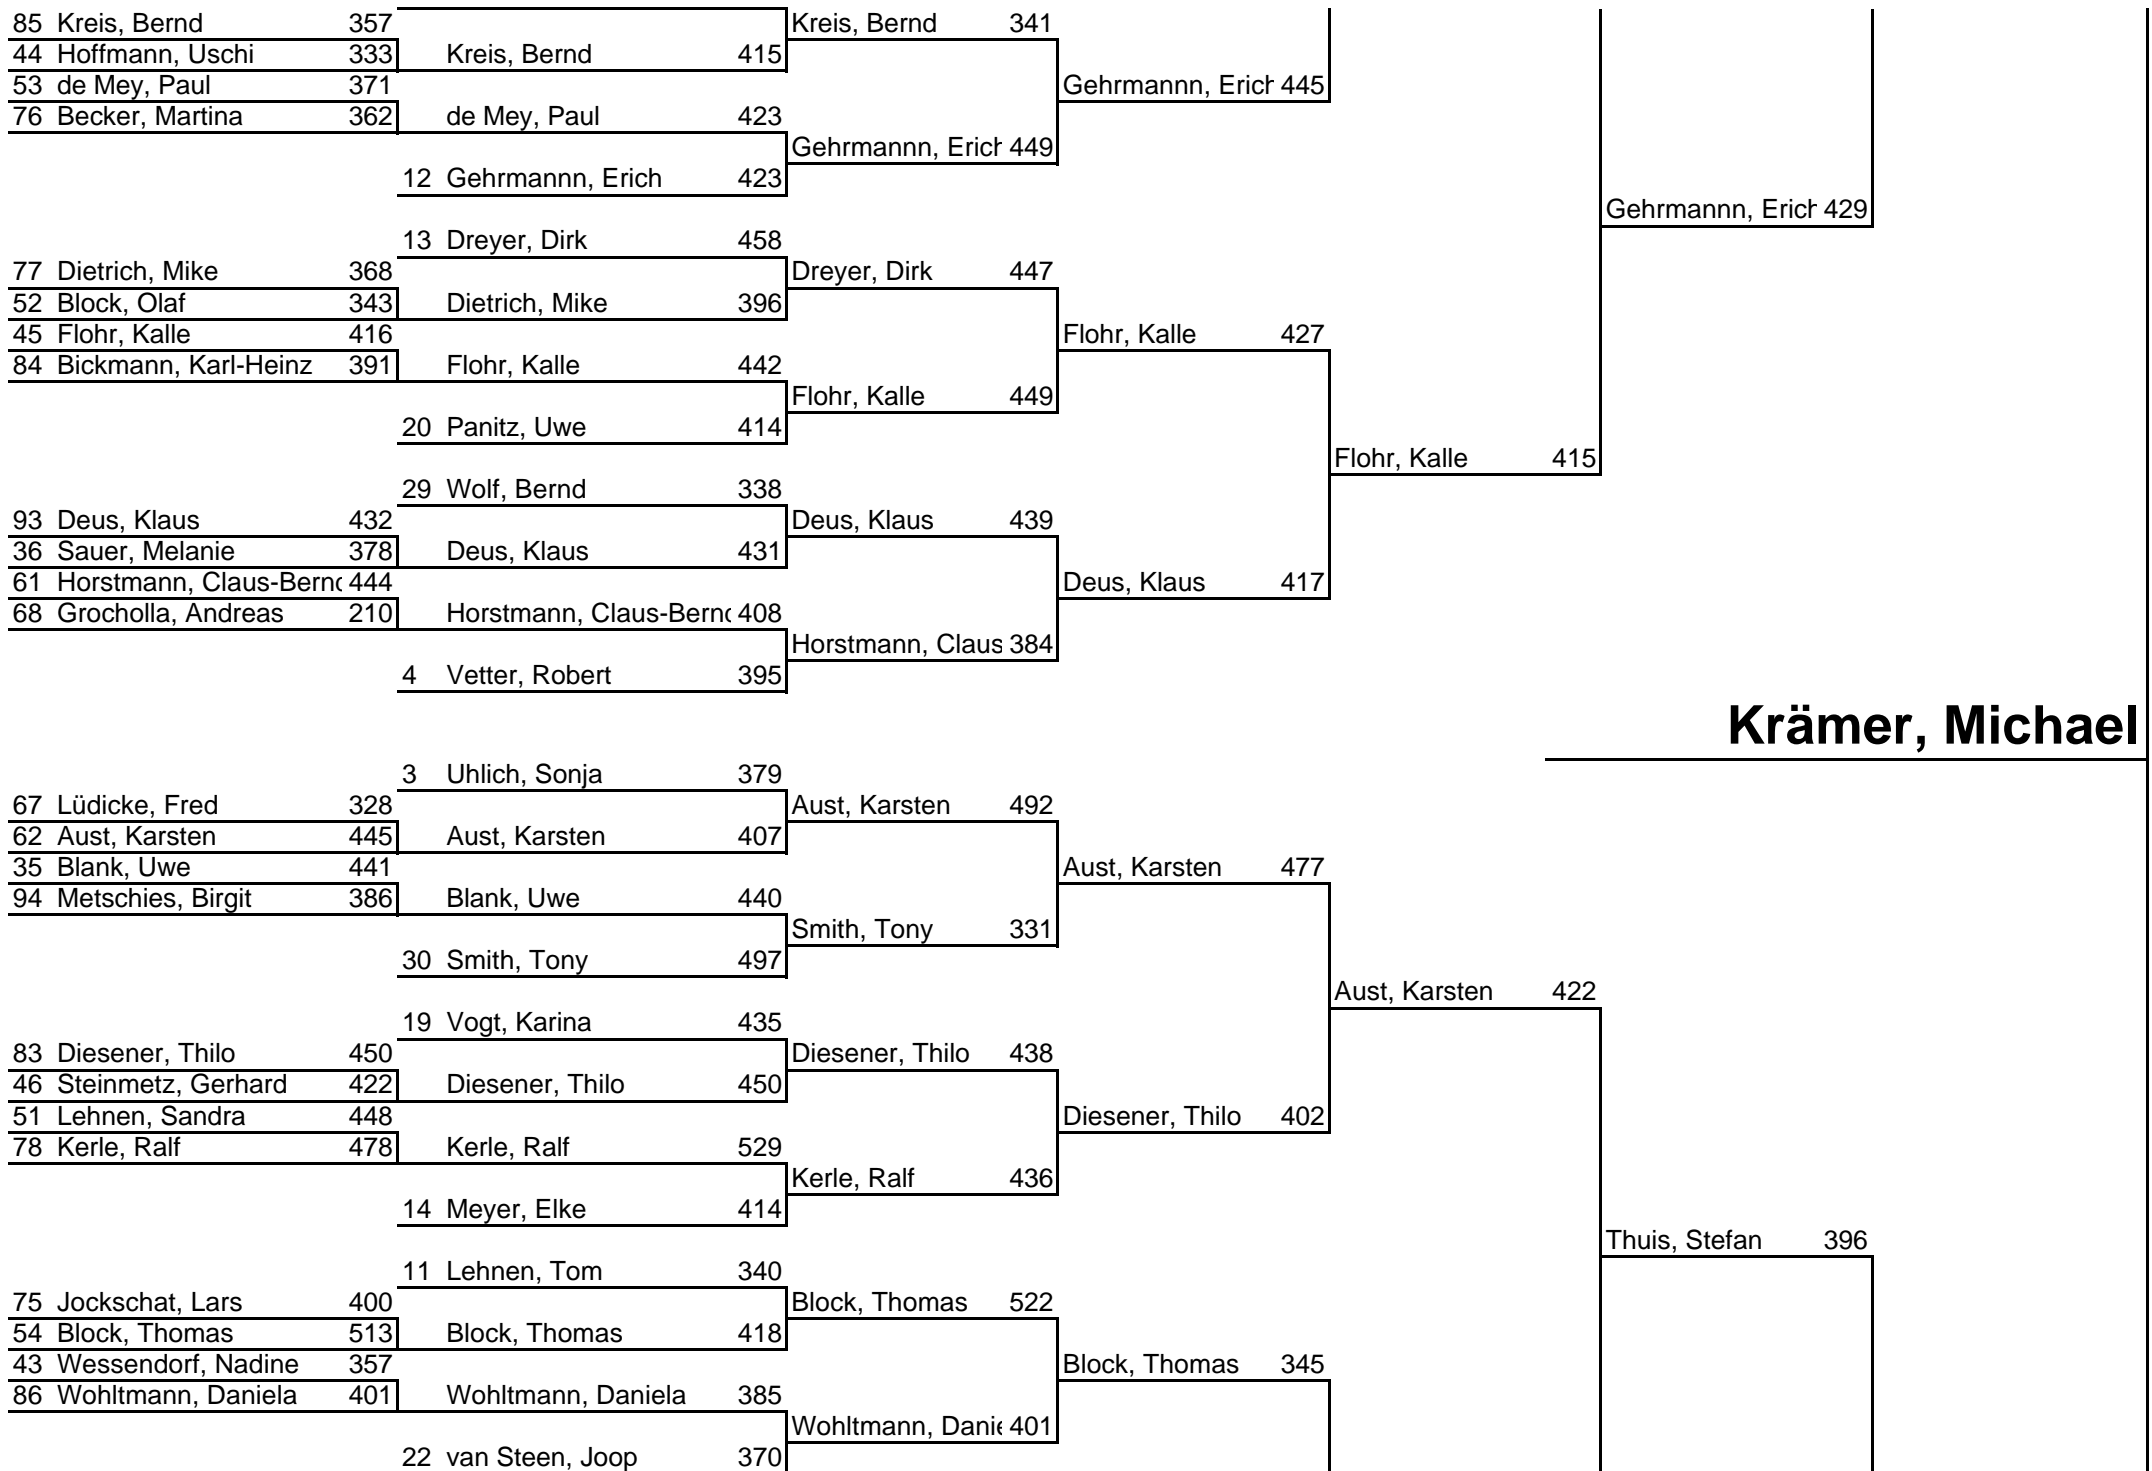 85 Kreis, Bernd 357 Kreis, Bernd 341
44 Hoffmann, Uschi 333 Kreis, Bernd 415
53 de Mey, Paul 371 Gehrmannn, Erich 445
76 Becker, Martina 362 de Mey, Paul 423
Gehrmannn, Erich 449
12 Gehrmannn, Erich 423
Gehrmannn, Erich 429
13 Dreyer, Dirk 458
77 Dietrich, Mike 368 Dreyer, Dirk 447
52 Block, Olaf 343 Dietrich, Mike 396
45 Flohr, Kalle 416 Flohr, Kalle 427
84 Bickmann, Karl-Heinz 391 Flohr, Kalle 442
Flohr, Kalle 449
20 Panitz, Uwe 414
Flohr, Kalle 415
29 Wolf, Bernd 338
93 Deus, Klaus 432 Deus, Klaus 439
36 Sauer, Melanie 378 Deus, Klaus 431
61 Horstmann, Claus-Bernd 444 Deus, Klaus 417
68 Grocholla, Andreas 210 Horstmann, Claus-Bernd 408
Horstmann, Claus 384
4 Vetter, Robert 395
Krämer, Michael
3 Uhlich, Sonja 379
67 Lüdicke, Fred 328 Aust, Karsten 492
62 Aust, Karsten 445 Aust, Karsten 407
35 Blank, Uwe 441 Aust, Karsten 477
94 Metschies, Birgit 386 Blank, Uwe 440
Smith, Tony 331
30 Smith, Tony 497
Aust, Karsten 422
19 Vogt, Karina 435
83 Diesener, Thilo 450 Diesener, Thilo 438
46 Steinmetz, Gerhard 422 Diesener, Thilo 450
51 Lehnen, Sandra 448 Diesener, Thilo 402
78 Kerle, Ralf 478 Kerle, Ralf 529
Kerle, Ralf 436
14 Meyer, Elke 414
Thuis, Stefan 396
11 Lehnen, Tom 340
75 Jockschat, Lars 400 Block, Thomas 522
54 Block, Thomas 513 Block, Thomas 418
43 Wessendorf, Nadine 357 Block, Thomas 345
86 Wohltmann, Daniela 401 Wohltmann, Daniela 385
Wohltmann, Danie 401
22 van Steen, Joop 370